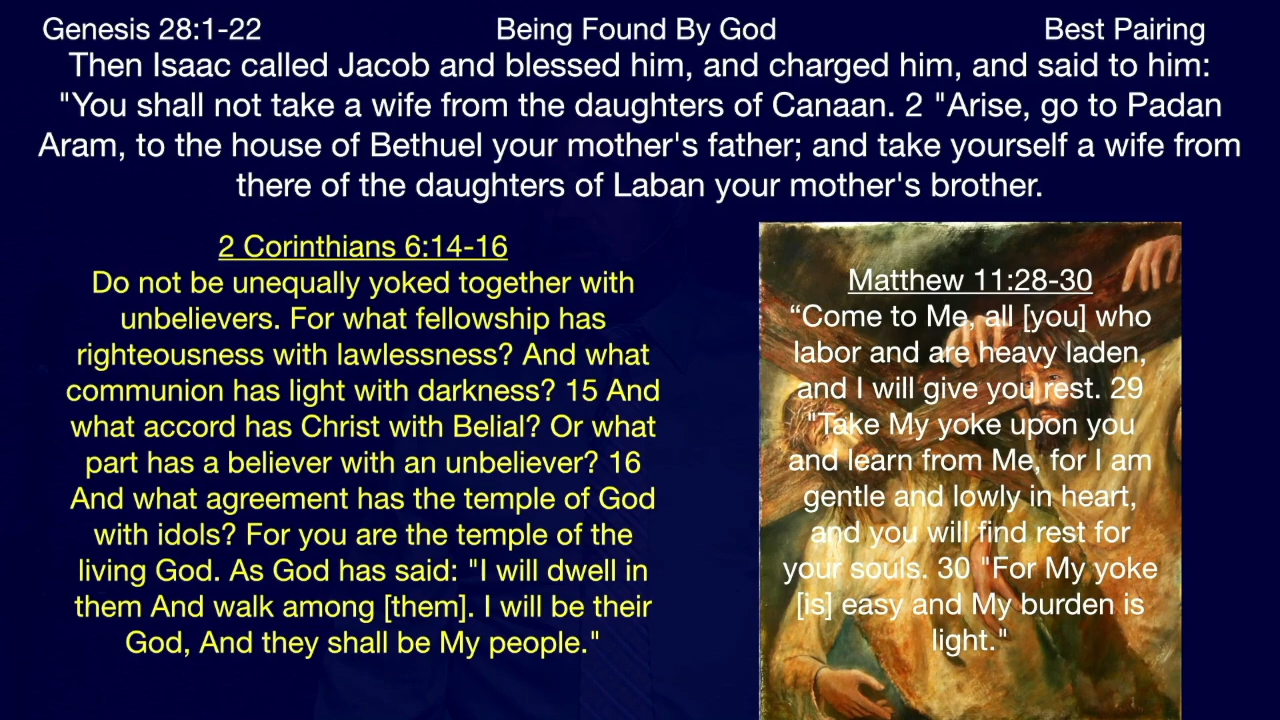 Genesis 28:1-22 Being Found By God Best Pairing
Then Isaac called Jacob and blessed him, and charged him, and said to him:
"You shall not take a wife from the daughters of Canaan. 2 "Arise, go to Padan
Aram, to the house of Bethuel your mother's father; and take yourself a wife from
there of the daughters of Laban your mother's brother.
2 Corinthians 6:14-16
Do not be unequally yoked together with
unbelievers. For what fellowship has
righteousness with lawlessness? And what
communion has light with darkness? 15 And
what accord has Christ with Belial? Or what
part has a believer with an unbeliever? 16
And what agreement has the temple of God
with idols? For you are the temple of the
living God. As God has said: "I will dwell in
them And walk among [them]. I will be their
God, And they shall be My people."
Matthew 11:28-30
“Come to Me, all [you] who
labor and are heavy laden,
and I will give you rest. 29
"Take My yoke upon you
and learn from Me, for I am
gentle and lowly in heart,
and you will find rest for
your souls. 30 "For My yoke
[is] easy and My burden is
light."